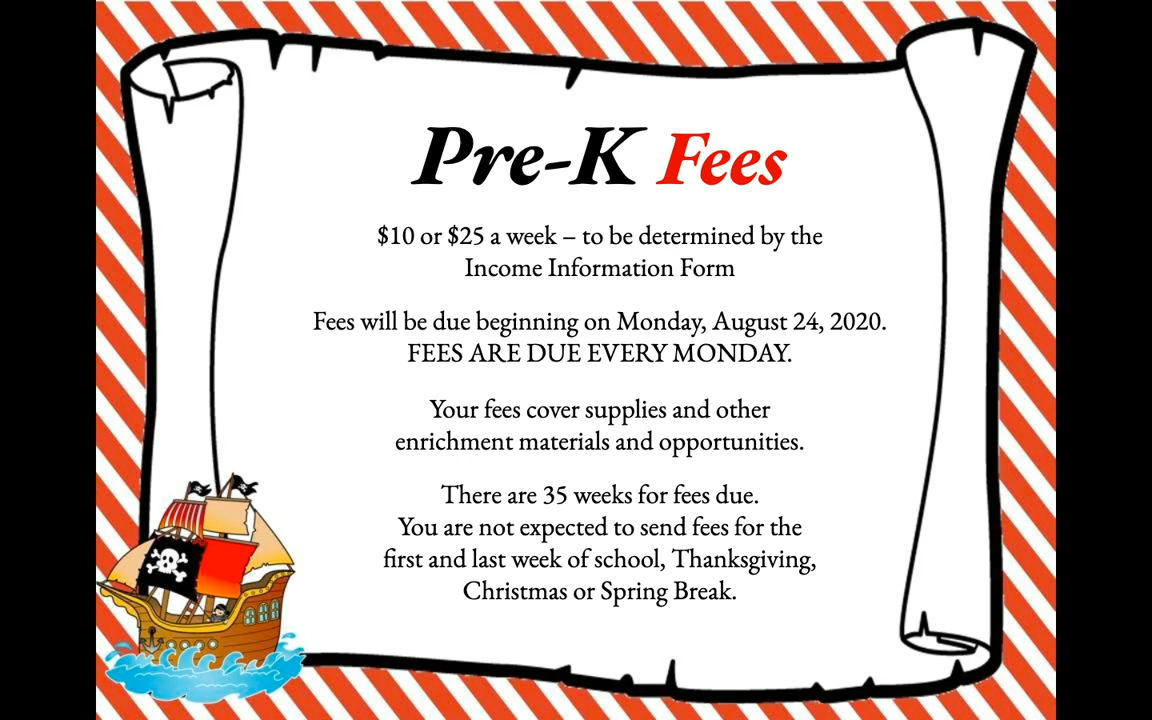 Pre-K Fees
$10 or $25 a week – to be determined by the
Income Information Form
Fees will be due beginning on Monday, August 24, 2020.
FEES ARE DUE EVERY MONDAY.
Your fees cover supplies and other
enrichment materials and opportunities.
There are 35 weeks for fees due.
You are not expected to send fees for the
first and last week of school, Thanksgiving,
Christmas or Spring Break.